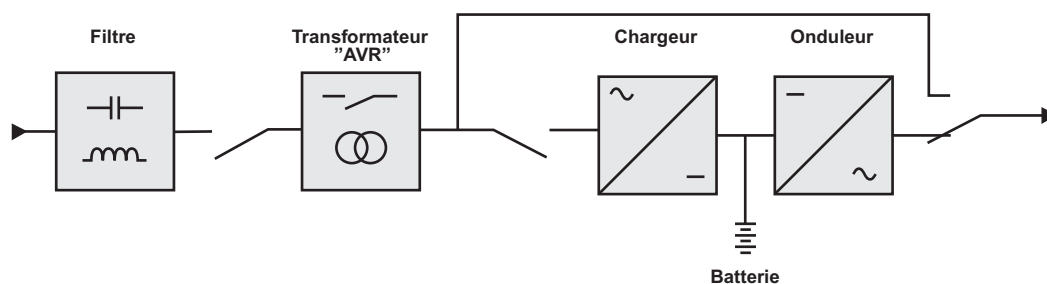 Filtre
Transformateur
”AVR”
Chargeur
Onduleur
Batterie